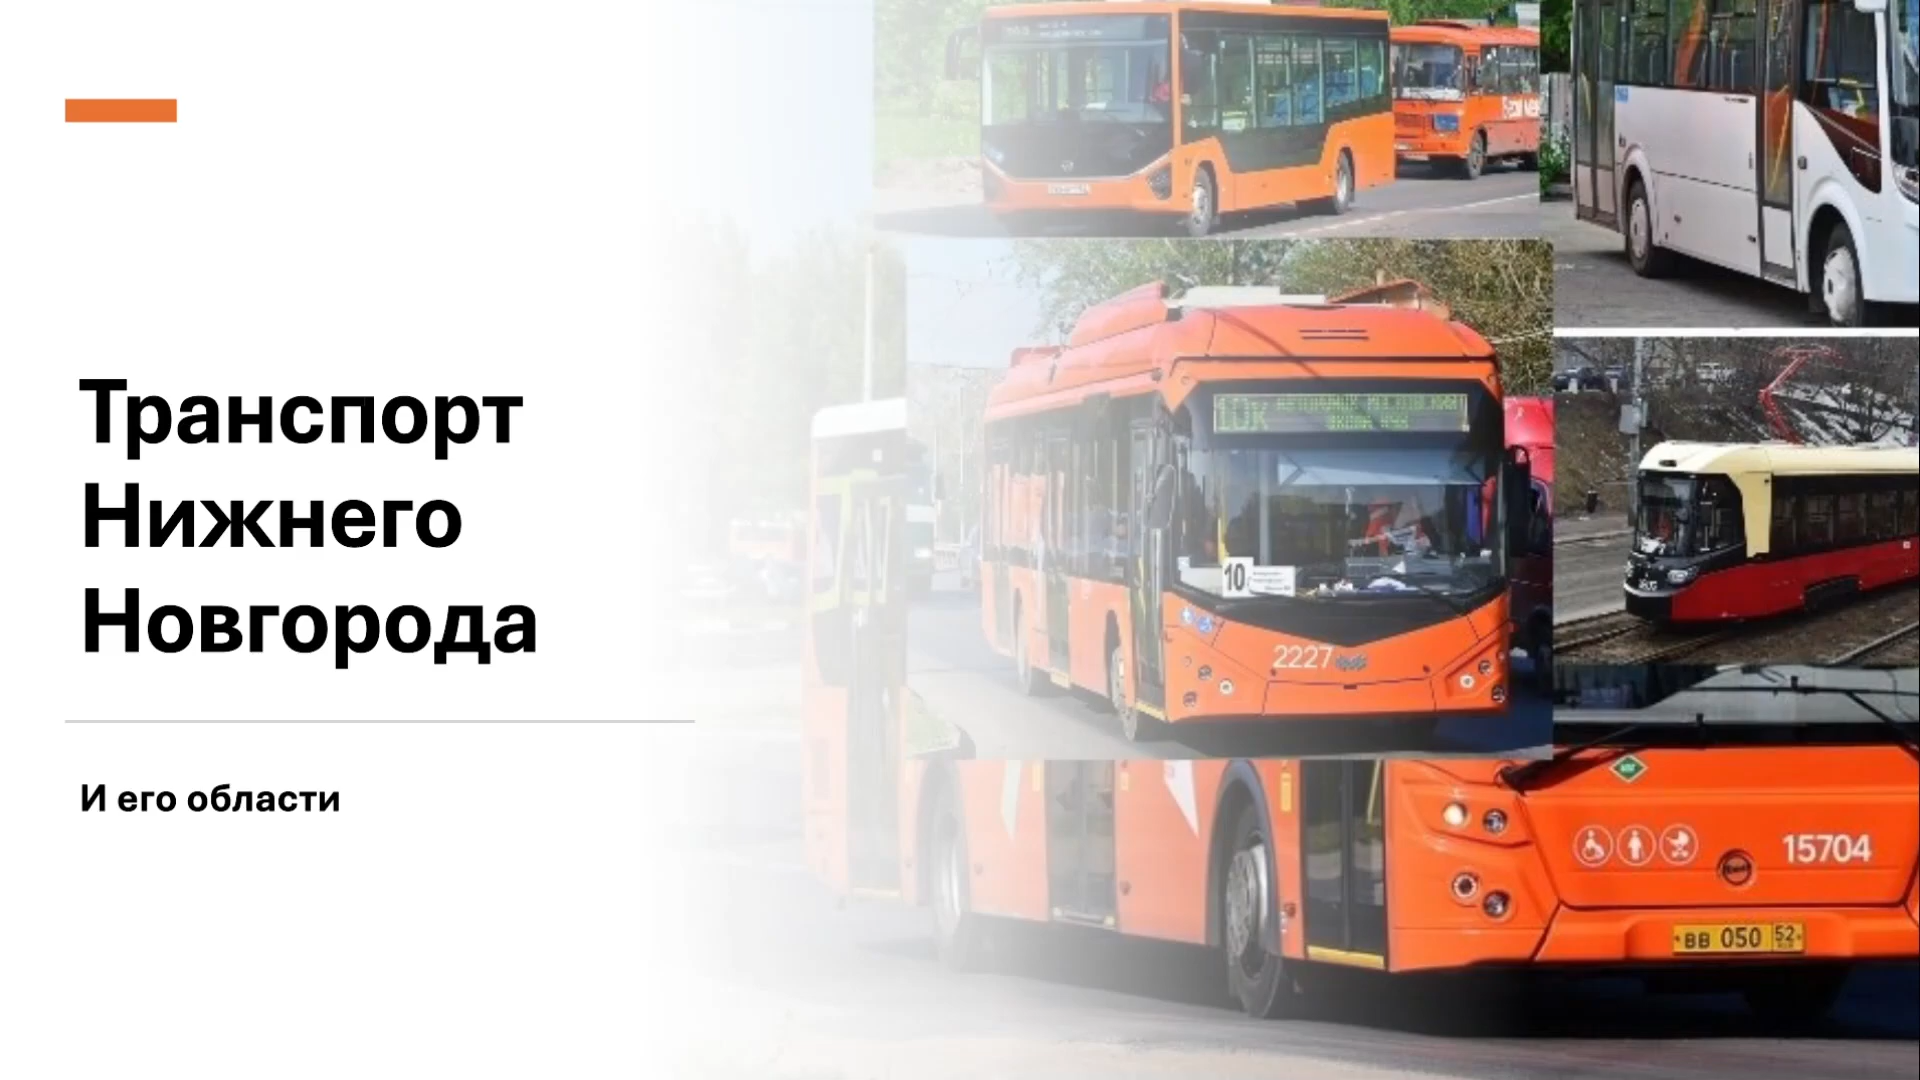 Транспорт
Нижнего
Новгорода
И его области
10к
10
2227
15704
ВВ 050 52